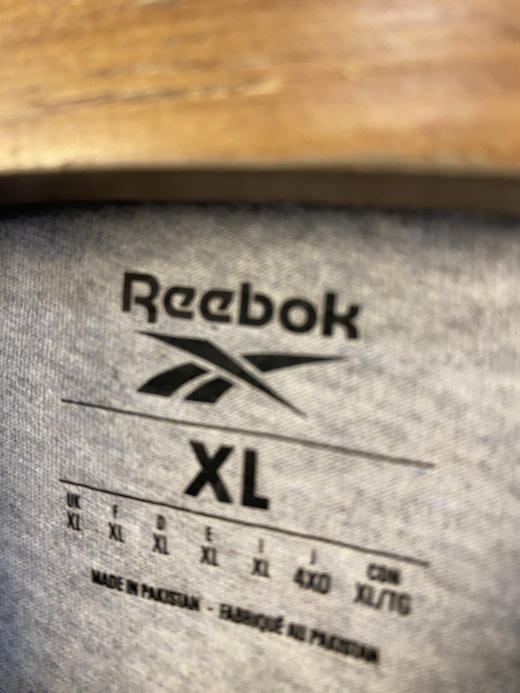 Reebok
XL
UK F D E I J CDN
XL XL XL XL XL 4XO XL/TG
MADE IN PAKISTAN - FABRIQUÉ AU PAKISTAN